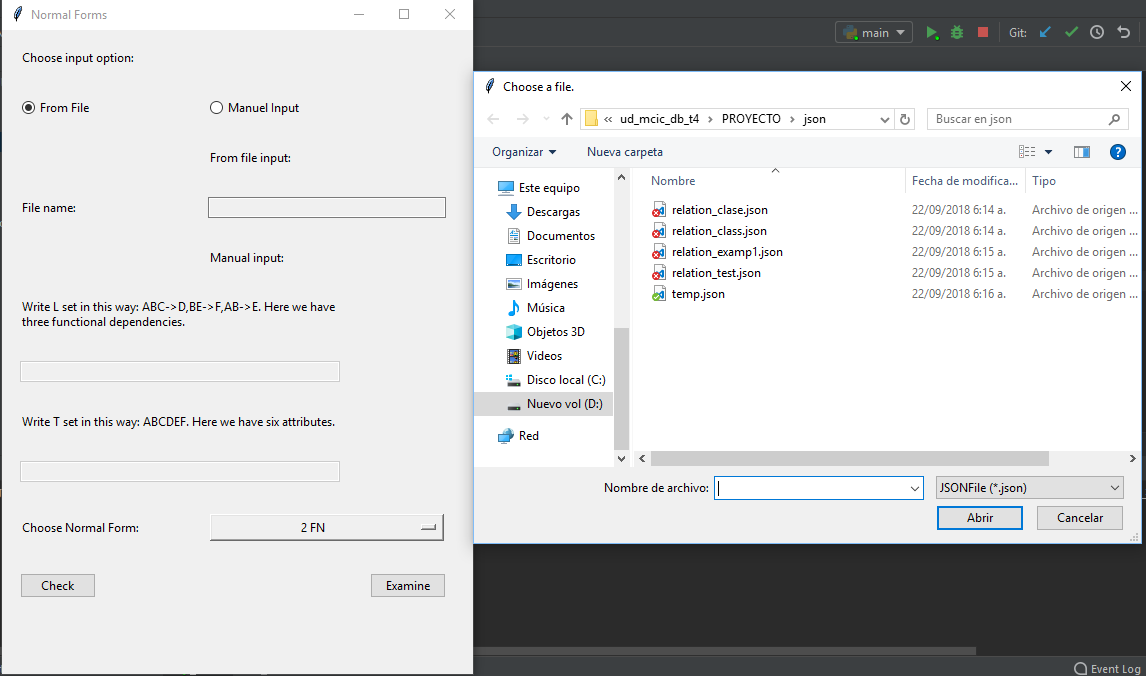 Normal Forms
Choose input option:
From File
Manuel Input
From file input:
File name:
Manual input:
Write L set in this way: ABC->D,BE->F,AB->E. Here we have
three functional dependencies.
Write T set in this way: ABCDEF. Here we have six attributes.
Choose Normal Form:
2 FN
Check
Examine
main
Git:
Choose a file.
« ud_mcic_db_t4 › PROYECTO › json
Buscar en json
Organizar
Nueva carpeta
Este equipo
Descargas
Documentos
Escritorio
Imágenes
Música
Objetos 3D
Videos
Disco local (C:)
Nuevo vol (D:)
Red
Nombre Fecha de modifica... Tipo
relation_clase.json 22/09/2018 6:14 a. Archivo de origen ...
relation_class.json 22/09/2018 6:14 a. Archivo de origen ...
relation_examp1.json 22/09/2018 6:15 a. Archivo de origen ...
relation_test.json 22/09/2018 6:15 a. Archivo de origen ...
temp.json 22/09/2018 6:16 a. Archivo de origen ...
Nombre de archivo:
JSONFile (*.json)
Abrir
Cancelar
Event Log